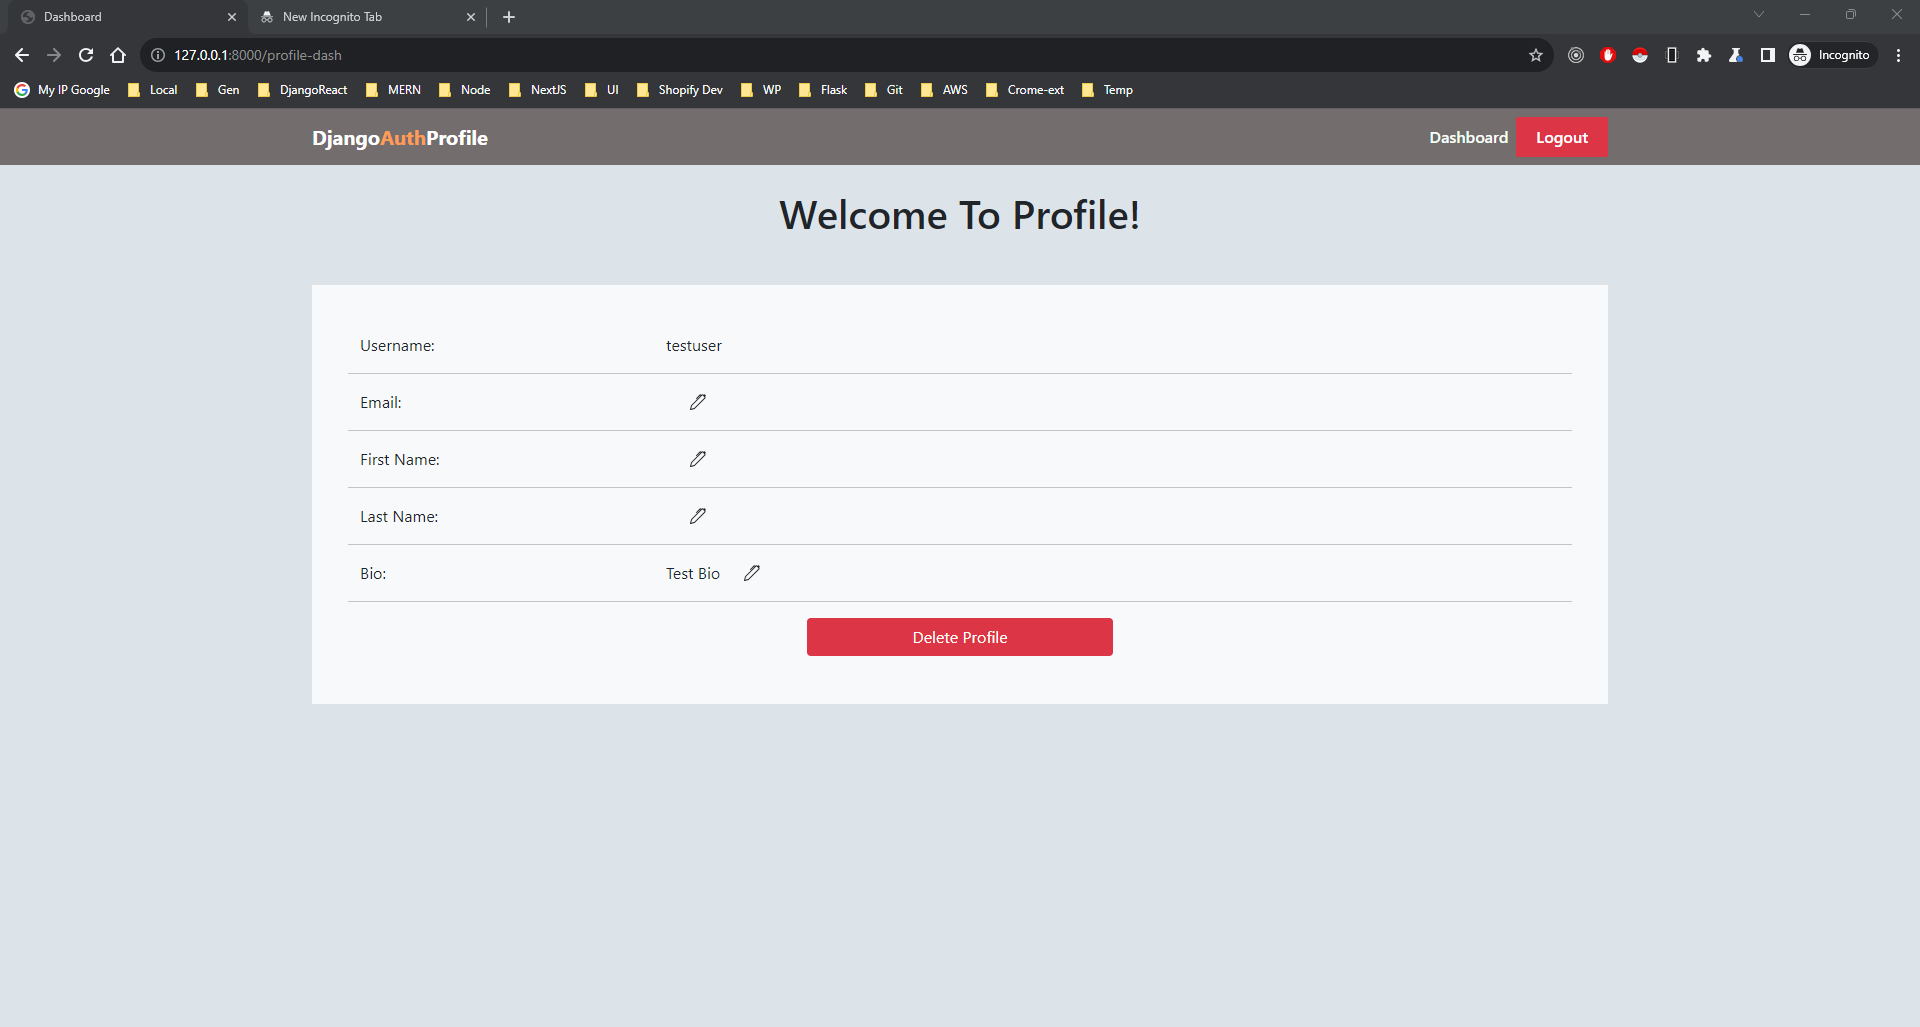 Dashboard
New Incognito Tab
127.0.0.1:8000/profile-dash
Incognito
My IP Google Local Gen DjangoReact MERN Node NextJS UI Shopify Dev WP Flask Git AWS Crome-ext Temp
DjangoAuthProfile Dashboard Logout
Welcome To Profile!
Username: testuser
Email:
First Name:
Last Name:
Bio: Test Bio
Delete Profile